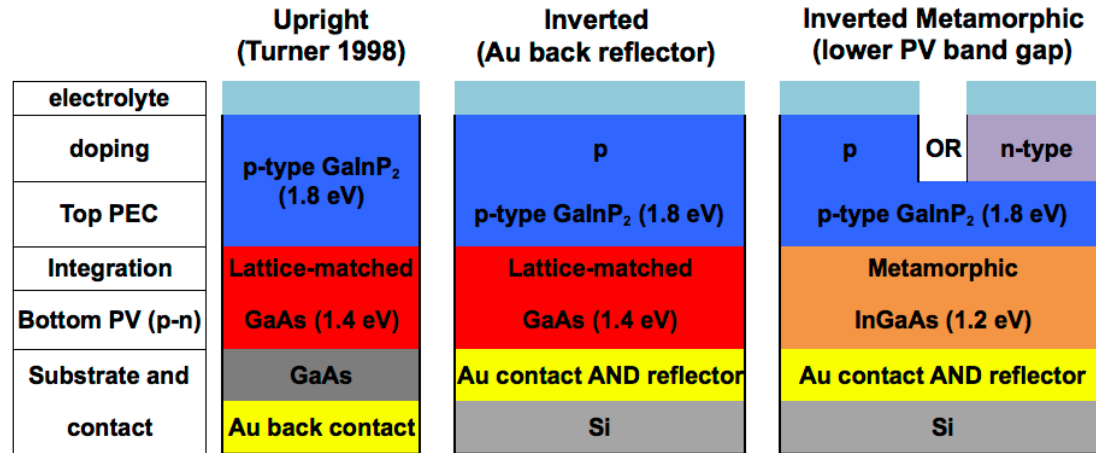 Upright
(Turner 1998)
Inverted
(Au back reflector)
Inverted Metamorphic
(lower PV band gap)
electrolyte
doping
p-type GaInP₂
(1.8 eV)
p
p
OR
n-type
Top PEC
p-type GaInP₂ (1.8 eV)
p-type GaInP₂ (1.8 eV)
Integration
Lattice-matched
Lattice-matched
Metamorphic
Bottom PV (p-n)
GaAs (1.4 eV)
GaAs (1.4 eV)
InGaAs (1.2 eV)
Substrate and
contact
GaAs
Au contact AND reflector
Au contact AND reflector
Au back contact
Si
Si